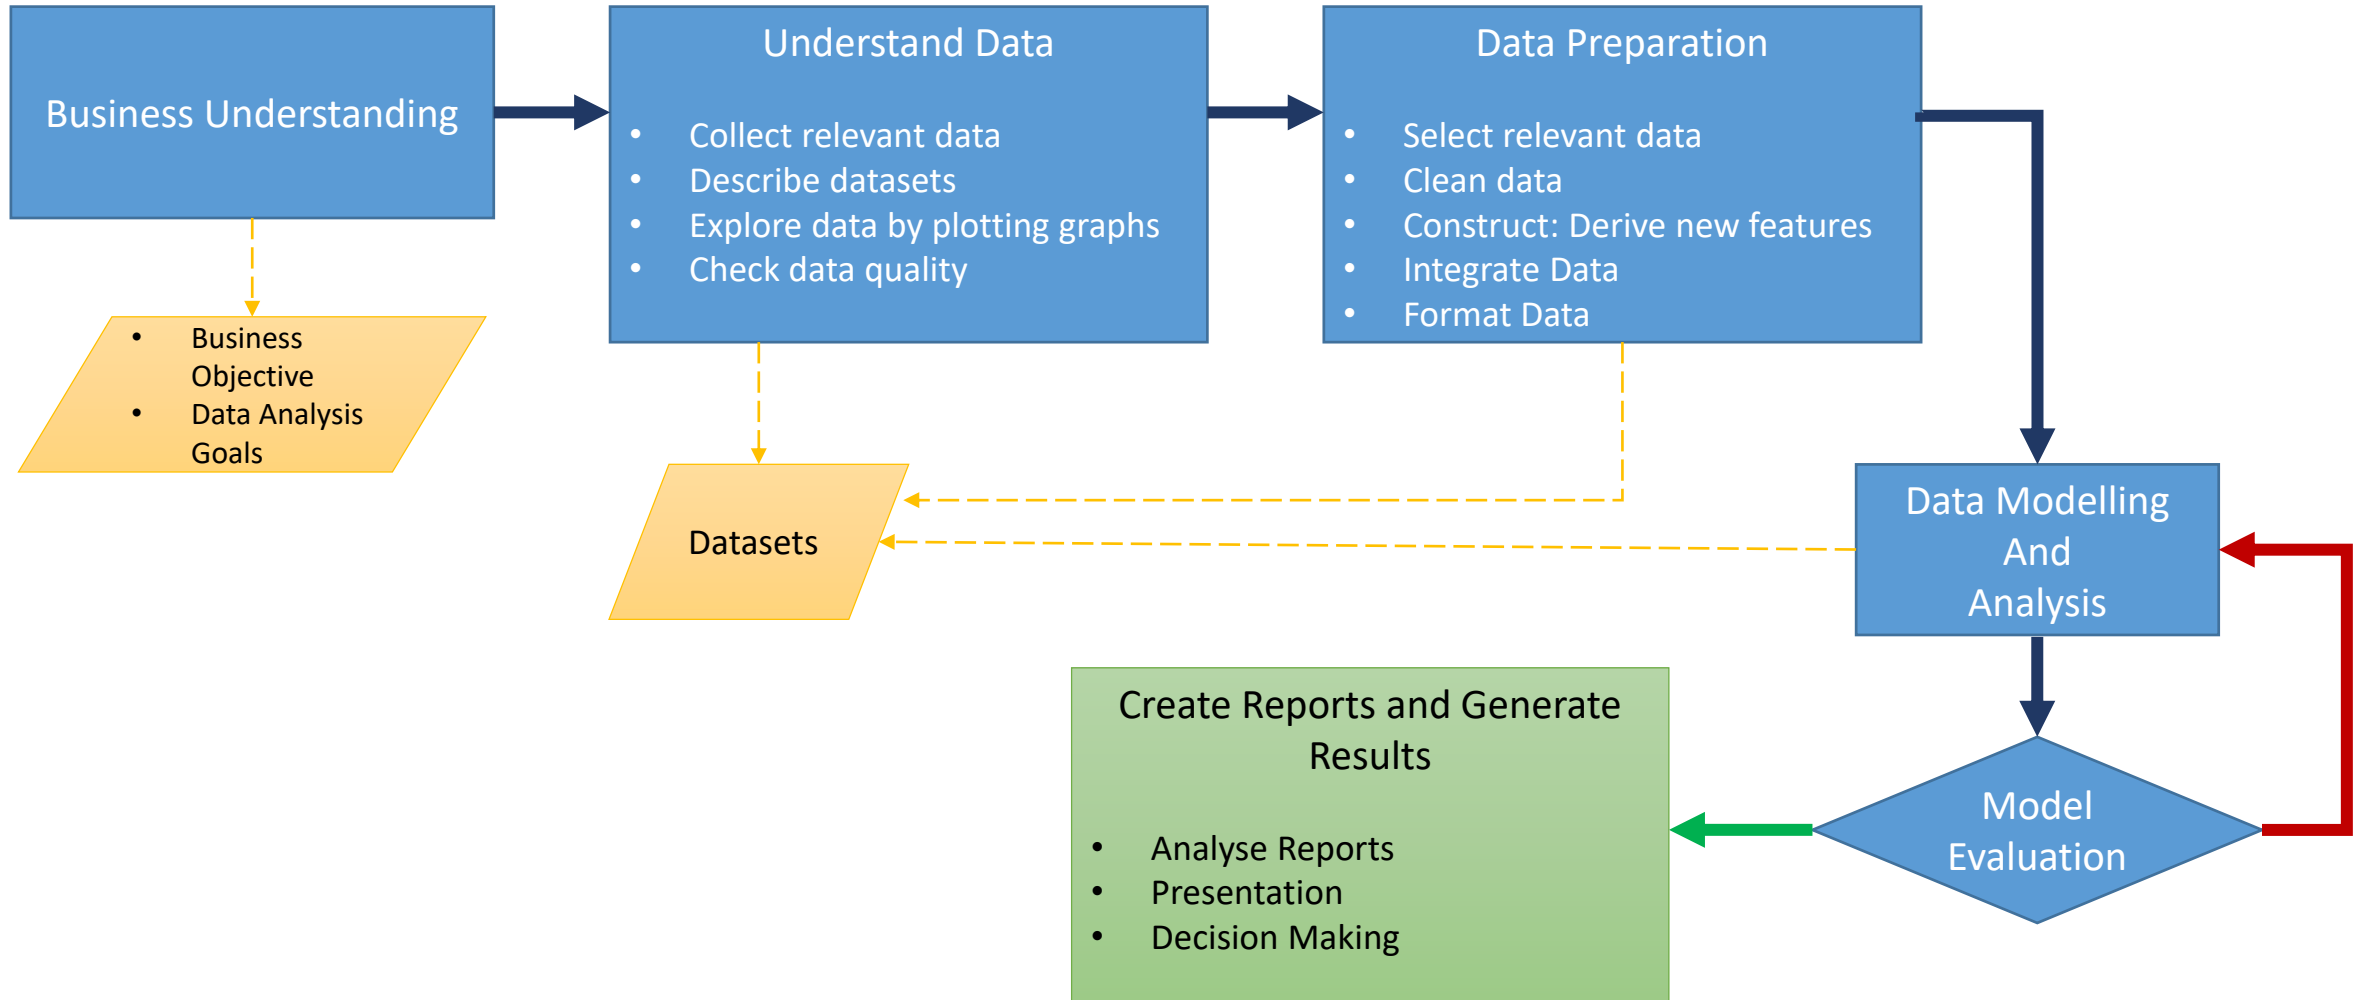 Business Understanding
Understand Data
• Collect relevant data
• Describe datasets
• Explore data by plotting graphs
• Check data quality
Data Preparation
• Select relevant data
• Clean data
• Construct: Derive new features
• Integrate Data
• Format Data
• Business
Objective
• Data Analysis
Goals
Datasets
Data Modelling
And
Analysis
Create Reports and Generate
Results
• Analyse Reports
• Presentation
• Decision Making
Model
Evaluation